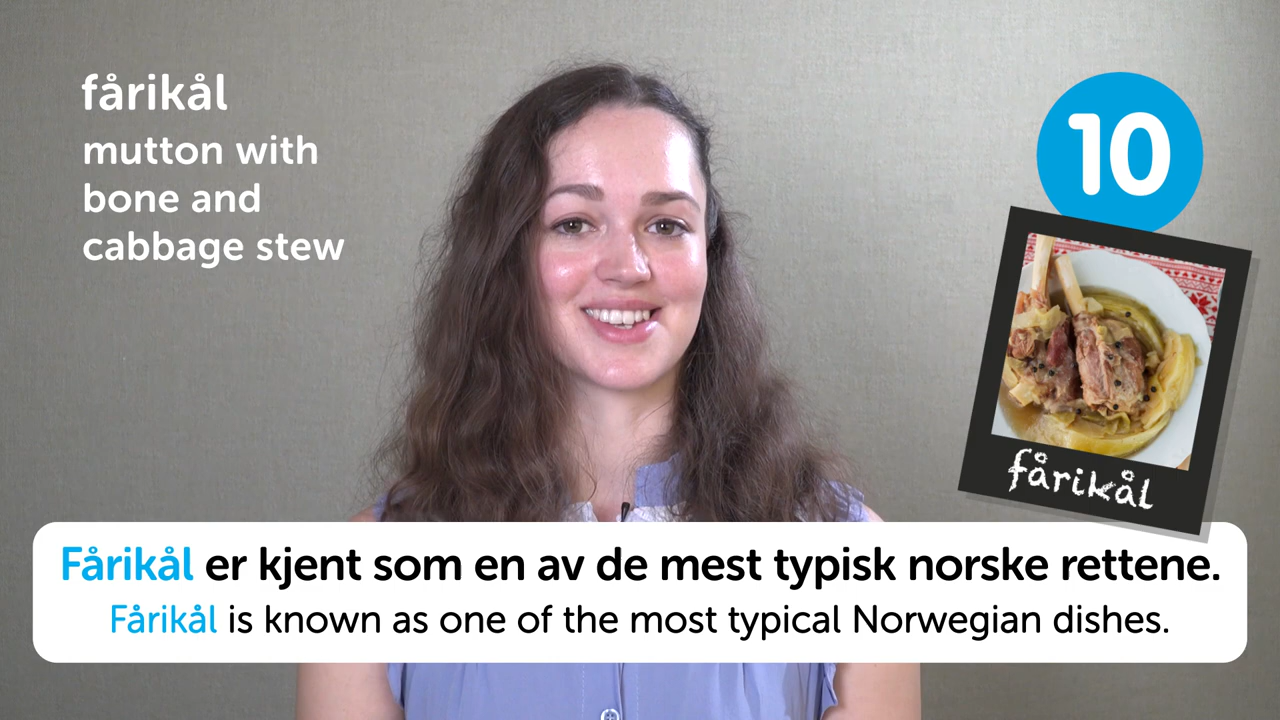 fårikål
mutton with
bone and
cabbage stew
10
fårikål
Fårikål er kjent som en av de mest typisk norske rettene.
Fårikål is known as one of the most typical Norwegian dishes.